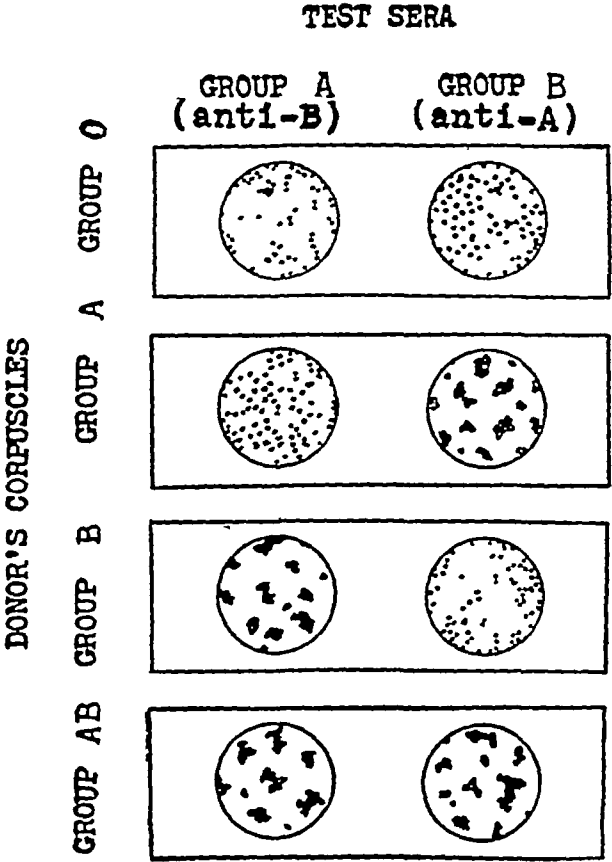 TEST SERA
GROUP A
(anti-B)
GROUP B
(anti-A)
DONOR'S CORPUSCLES
GROUP O
GROUP A
GROUP B
GROUP AB